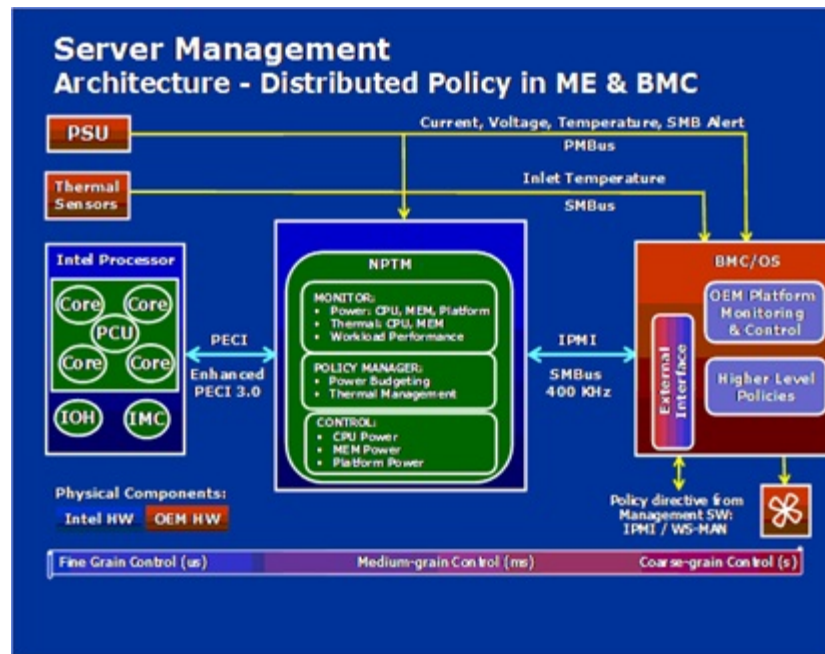 Server Management
Architecture - Distributed Policy in ME & BMC
PSU
Current, Voltage, Temperature, SMB Alert
PMBus
Thermal
Sensors
Inlet Temperature
SMBus
Intel Processor
Core
Core
PCU
Core
Core
IOH
IMC
PECI
Enhanced
PECI 3.0
NPTM
MONITOR:
• Power: CPU, MEM, Platform
• Thermal: CPU, MEM
• Workload Performance
POLICY MANAGER:
• Power Budgeting
• Thermal Management
CONTROL:
• CPU Power
• MEM Power
• Platform Power
IPMI
SMBus
400 KHz
BMC/OS
OEM Platform
Monitoring
& Control
External
Interface
Higher Level
Policies
Physical Components:
Intel HW
OEM HW
Policy directive from
Management SW:
IPMI / WS-MAN
Fine Grain Control (us)
Medium-grain Control (ms)
Coarse-grain Control (s)